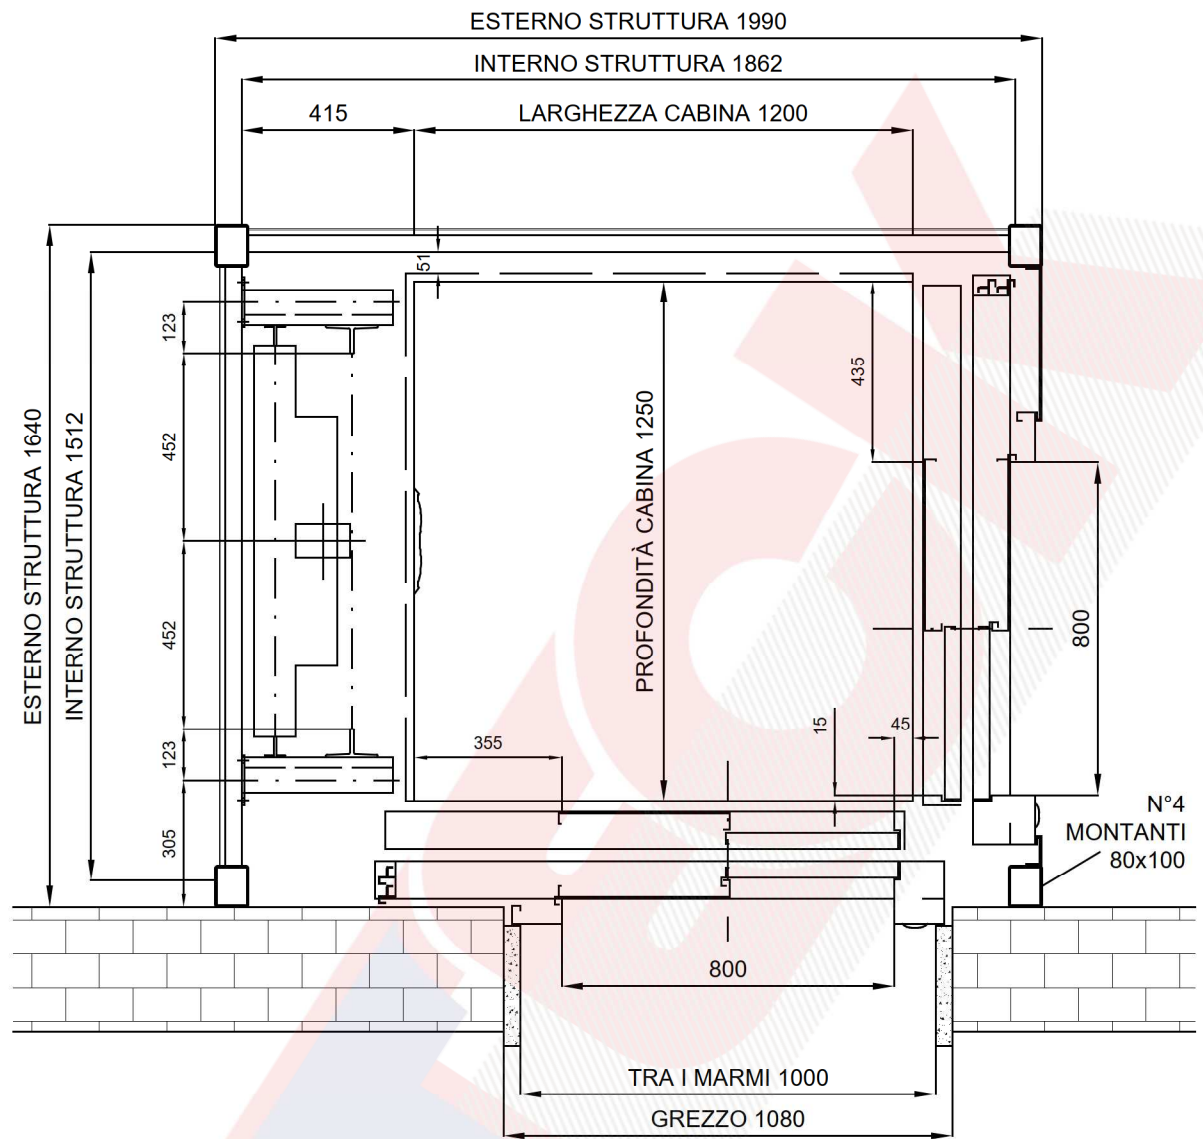 ESTERNO STRUTTURA 1990
INTERNO STRUTTURA 1862
415
LARGHEZZA CABINA 1200
51
123
435
452
ESTERNO STRUTTURA 1640
INTERNO STRUTTURA 1512
PROFONDITÀ CABINA 1250
452
800
15
45
355
123
305
N°4
MONTANTI
80x100
800
TRA I MARMI 1000
GREZZO 1080